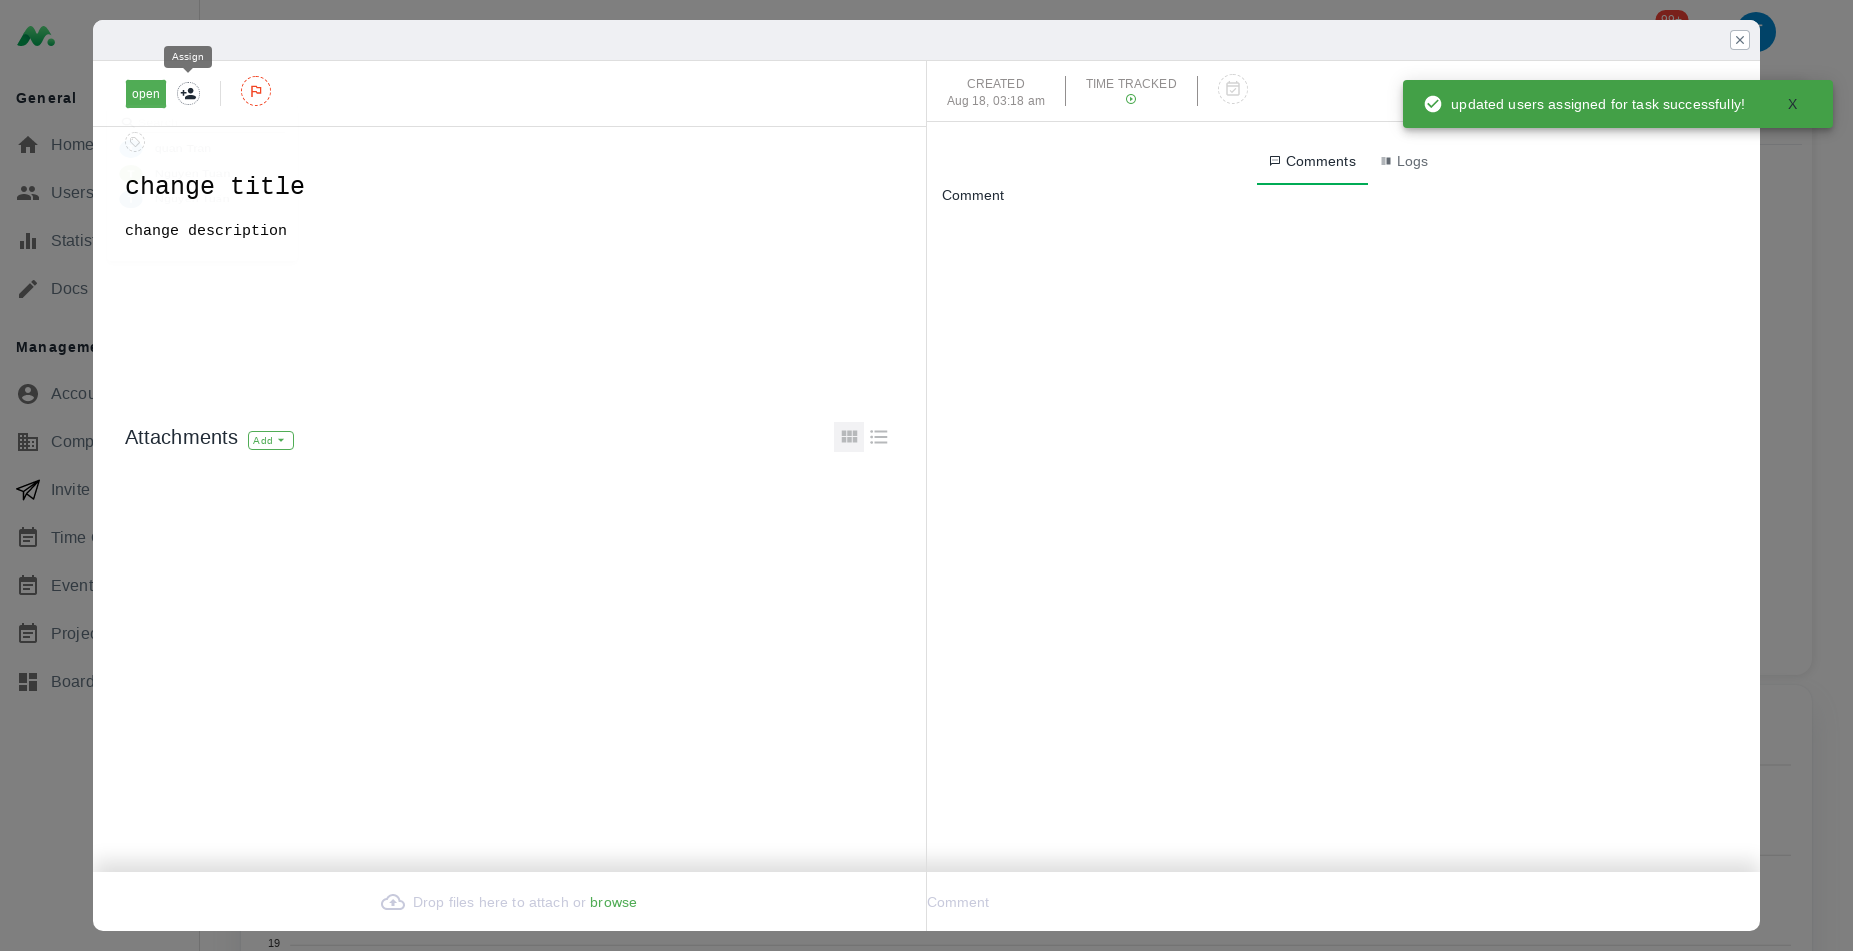 99+
Assign
open
CREATED
Aug 18, 03:18 am
TIME TRACKED
updated users assigned for task successfully!
X
General
Home
Users
Statis
Docs
Manageme
Accou
Comp
Invite
Time
Event
Projec
Board
change title
change description
Attachments
Add
Comments
Logs
Comment
Drop files here to attach or browse
Comment
19